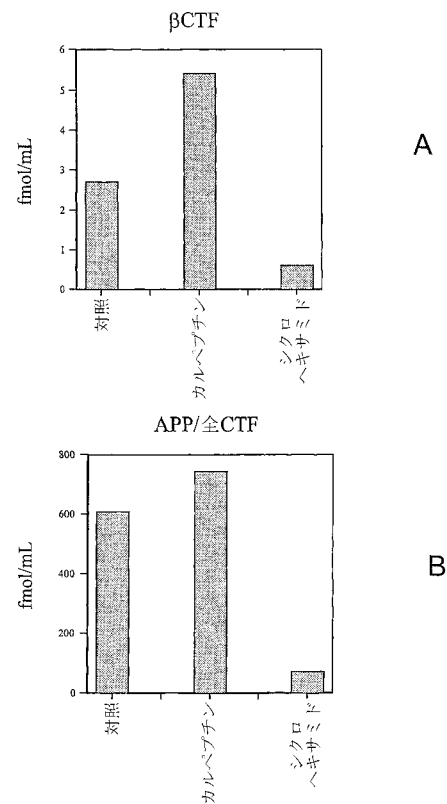 βCTF
fmol/mL
6
5
4
3
2
1
0
対照
カルペプチン
シクロ
ヘキサミド
A
APP/全CTF
fmol/mL
800
600
400
200
0
対照
カルペプチン
シクロ
ヘキサミド
B